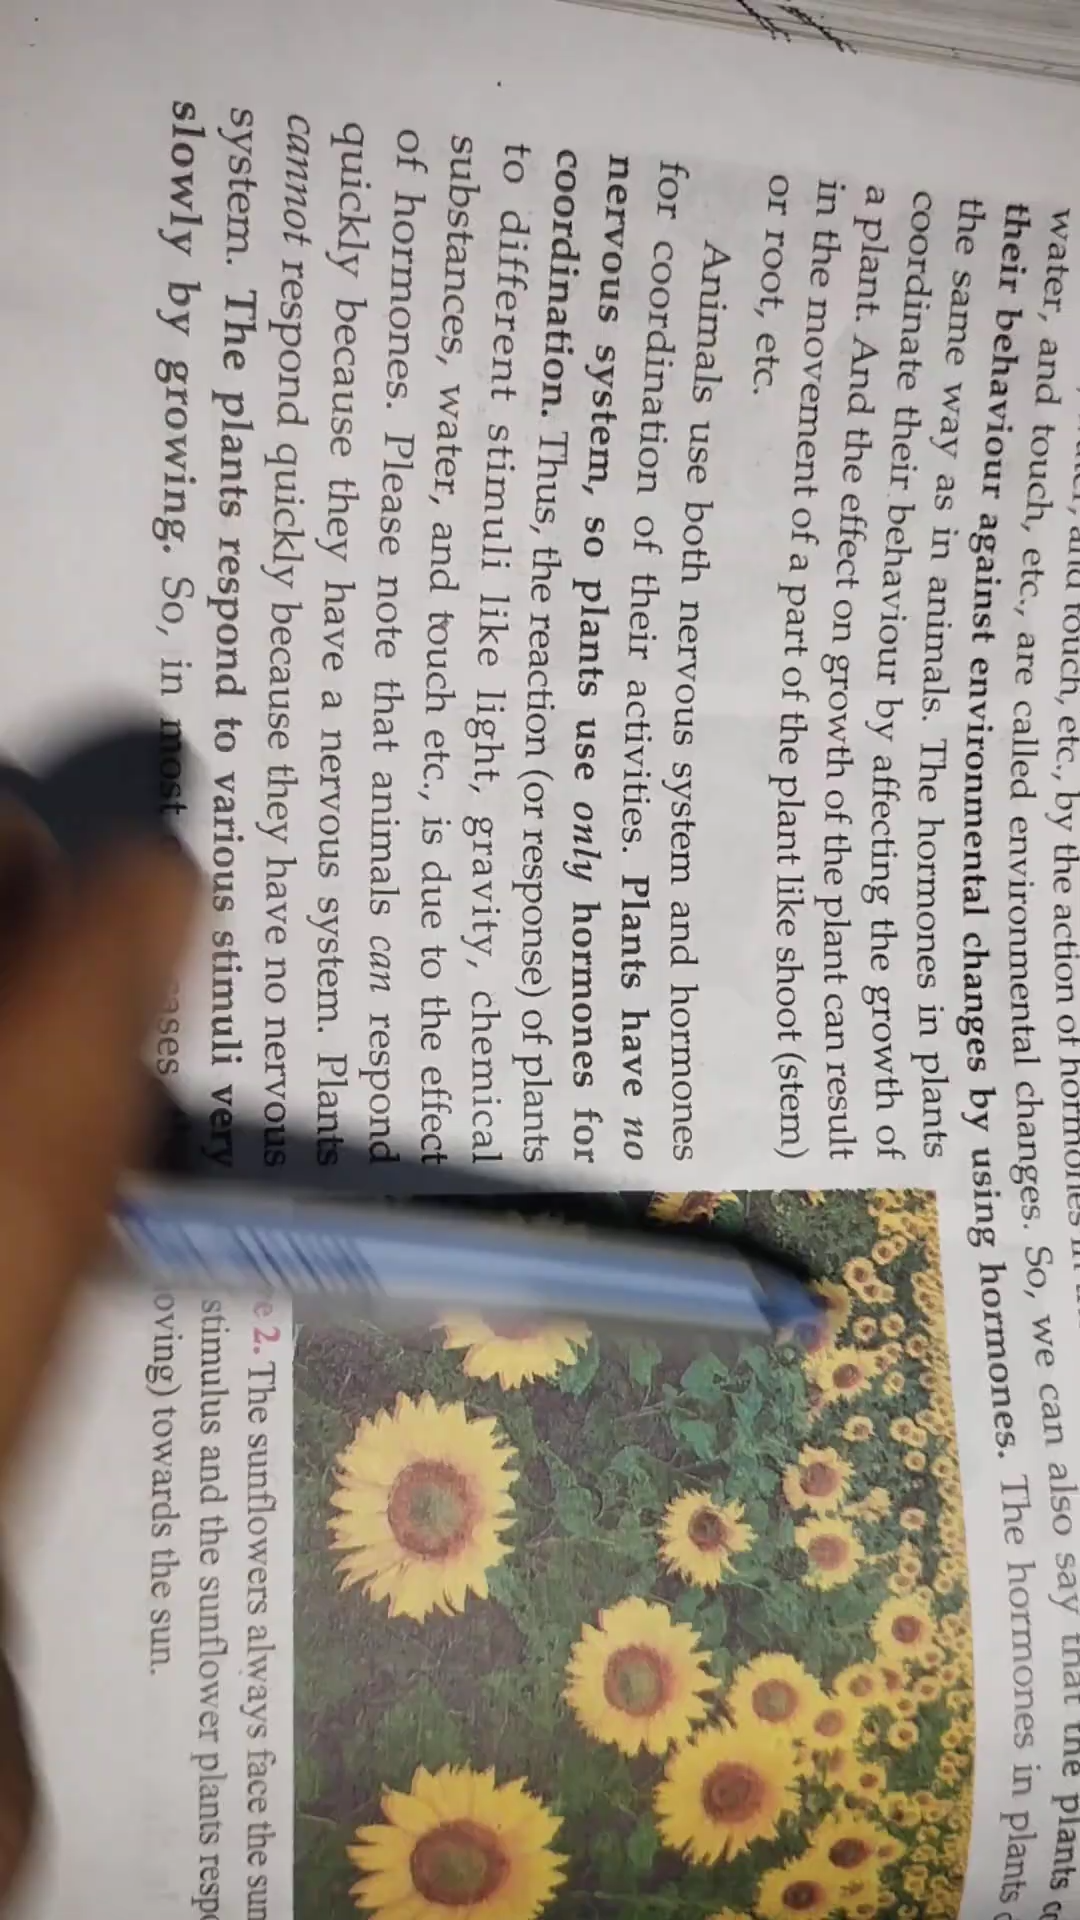 and touch, etc., by the action of hormones in
water, and touch, etc., are called environmental changes. So, we can also say that the plants
their behaviour against environmental changes by using hormones. The hormones in plants
the same way as in animals. The hormones in plants
coordinate their behaviour by affecting the growth of
a plant. And the effect on growth of the plant can result
in the movement of a part of the plant like shoot (stem)
or root, etc.
Animals use both nervous system and hormones
for coordination of their activities. Plants have no
nervous system, so plants use only hormones for
coordination. Thus, the reaction (or response) of plants
to different stimuli like light, gravity, chemical
substances, water, and touch etc., is due to the effect
of hormones. Please note that animals can respond
quickly because they have a nervous system. Plants
cannot respond quickly because they have no nervous
system. The plants respond to various stimuli very
slowly by growing. So, in most
2. The sunflowers always face the sun
stimulus and the sunflower plants
towards the sun.